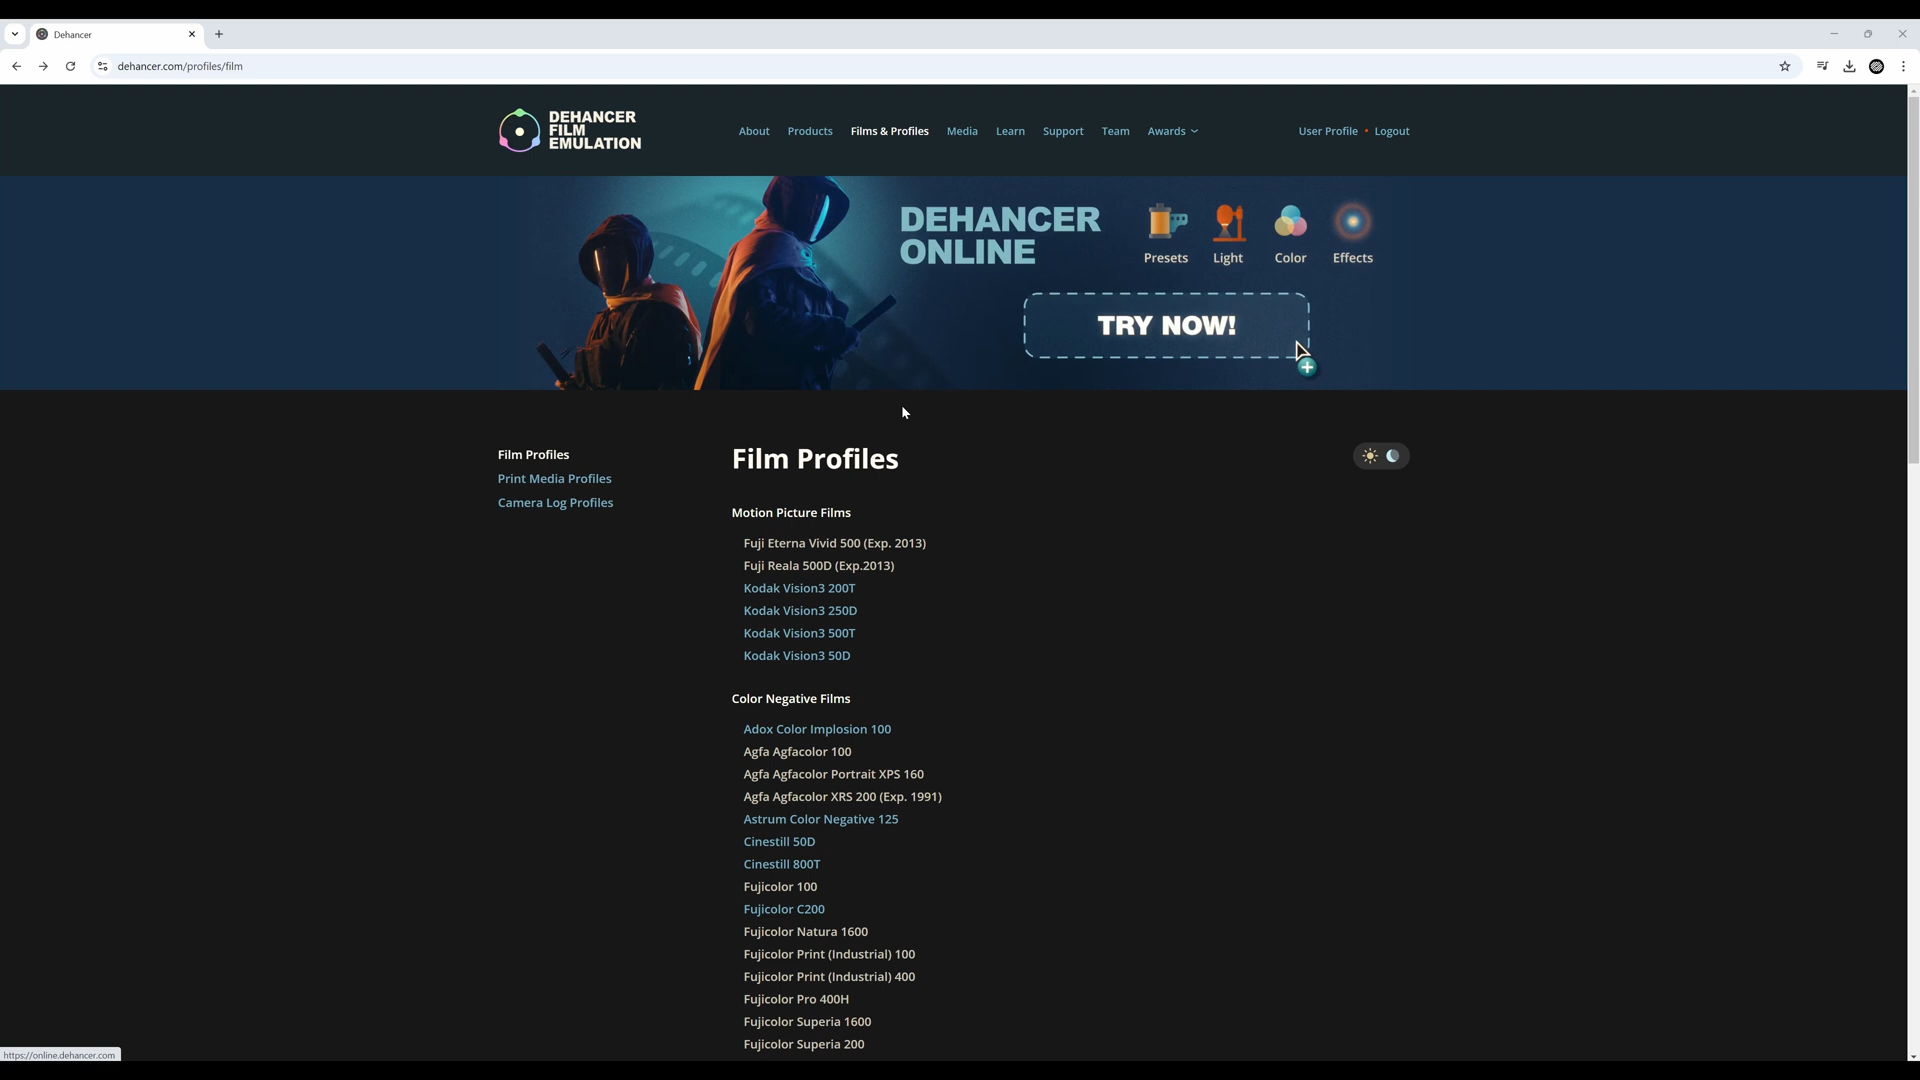 Dehancer
dehancer.com/profiles/film
DEHANCER
FILM
EMULATION
About
Products
Films & Profiles
Media
Learn
Support
Team
Awards
User Profile • Logout
DEHANCER
ONLINE
Presets
Light
Color
Effects
TRY NOW!
Film Profiles
Print Media Profiles
Camera Log Profiles
Film Profiles
Motion Picture Films
Fuji Eterna Vivid 500 (Exp. 2013)
Fuji Reala 500D (Exp.2013)
Kodak Vision3 200T
Kodak Vision3 250D
Kodak Vision3 500T
Kodak Vision3 50D
Color Negative Films
Adox Color Implosion 100
Agfa Agfacolor 100
Agfa Agfacolor Portrait XPS 160
Agfa Agfacolor XRS 200 (Exp. 1991)
Astrum Color Negative 125
Cinestill 50D
Cinestill 800T
Fujicolor 100
Fujicolor C200
Fujicolor Natura 1600
Fujicolor Print (Industrial) 100
Fujicolor Print (Industrial) 400
Fujicolor Pro 400H
Fujicolor Superia 1600
Fujicolor Superia 200
https://online.dehancer.com